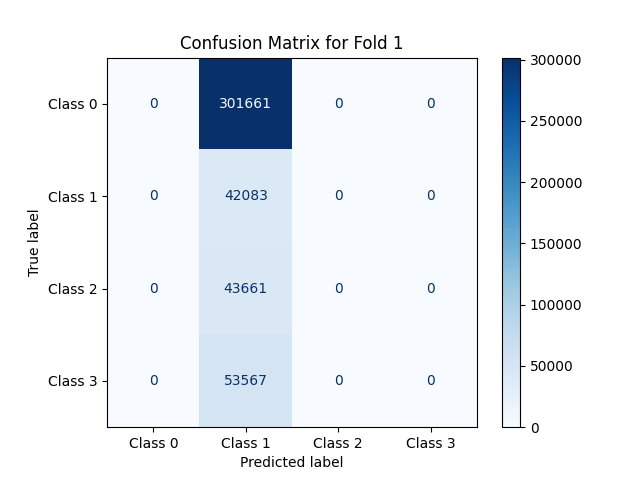 Confusion Matrix for Fold 1
True label
Class 0 0 301661 0 0
Class 1 0 42083 0 0
Class 2 0 43661 0 0
Class 3 0 53567 0 0
Class 0 Class 1 Class 2 Class 3
Predicted label
300000
250000
200000
150000
100000
50000
0